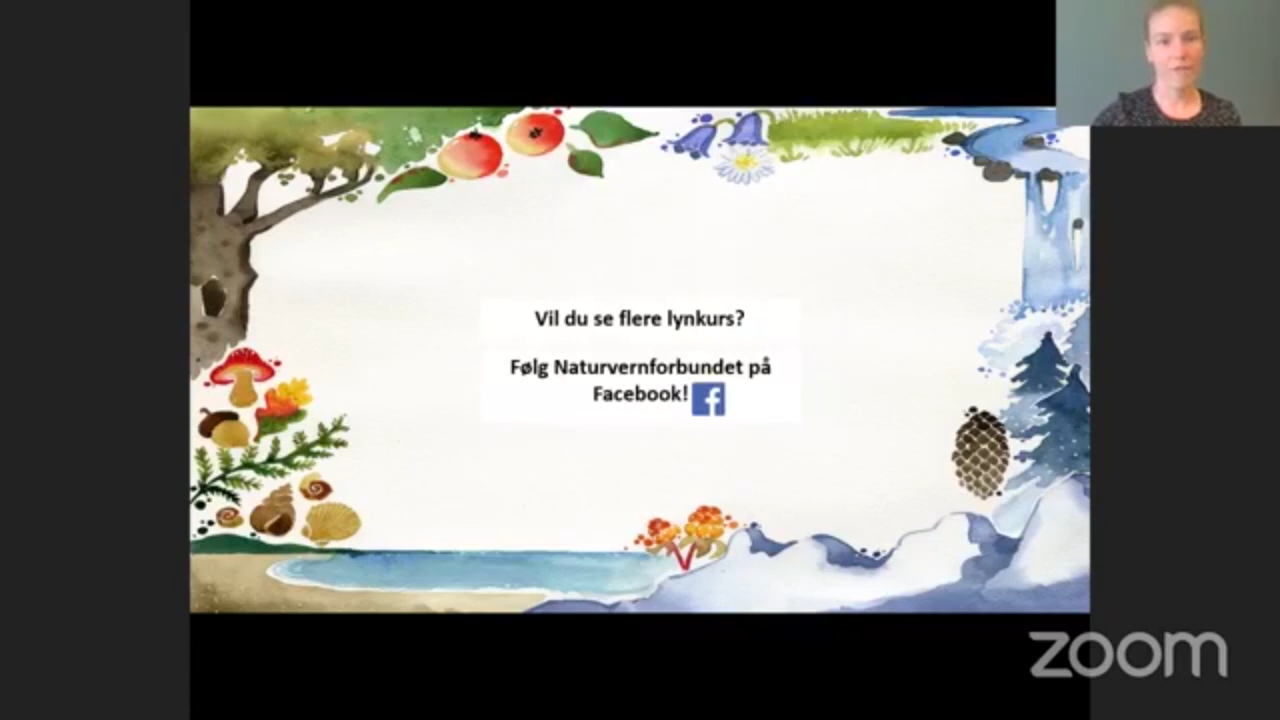 Vil du se flere lynkurs?
Følg Naturvernforbundet på
Facebook!
zoom